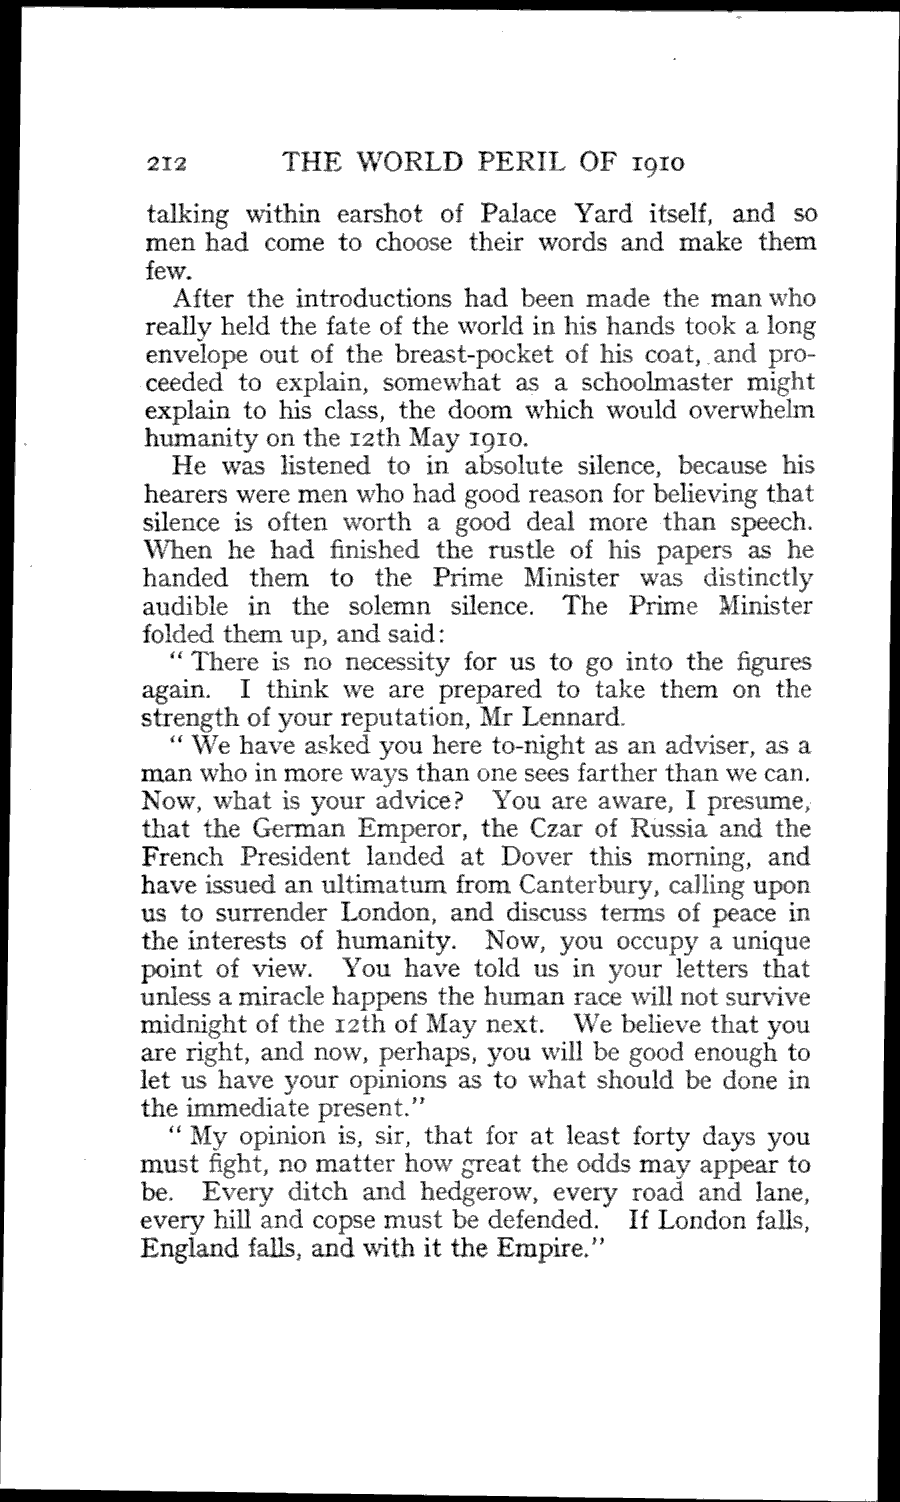 212 THE WORLD PERIL OF 1910
talking within earshot of Palace Yard itself, and so
men had come to choose their words and make them
few.
After the introductions had been made the man who
really held the fate of the world in his hands took a long
envelope out of the breast-pocket of his coat, and pro-
ceeded to explain, somewhat as a schoolmaster might
explain to his class, the doom which would overwhelm
humanity on the 12th May 1910.
He was listened to in absolute silence, because his
hearers were men who had good reason for believing that
silence is often worth a good deal more than speech.
When he had finished the rustle of his papers as he
handed them to the Prime Minister was distinctly
audible in the solemn silence. The Prime Minister
folded them up, and said:
" There is no necessity for us to go into the figures
again. I think we are prepared to take them on the
strength of your reputation, Mr Lennard.
" We have asked you here to-night as an adviser, as a
man who in more ways than one sees farther than we can.
Now, what is your advice? You are aware, I presume,
that the German Emperor, the Czar of Russia and the
French President landed at Dover this morning, and
have issued an ultimatum from Canterbury, calling upon
us to surrender London, and discuss terms of peace in
the interests of humanity. Now, you occupy a unique
point of view. You have told us in your letters that
unless a miracle happens the human race will not survive
midnight of the 12th of May next. We believe that you
are right, and now, perhaps, you will be good enough to
let us have your opinions as to what should be done in
the immediate present."
" My opinion is, sir, that for at least forty days you
must fight, no matter how great the odds may appear to
be. Every ditch and hedgerow, every road and lane,
every hill and copse must be defended. If London falls,
England falls, and with it the Empire."